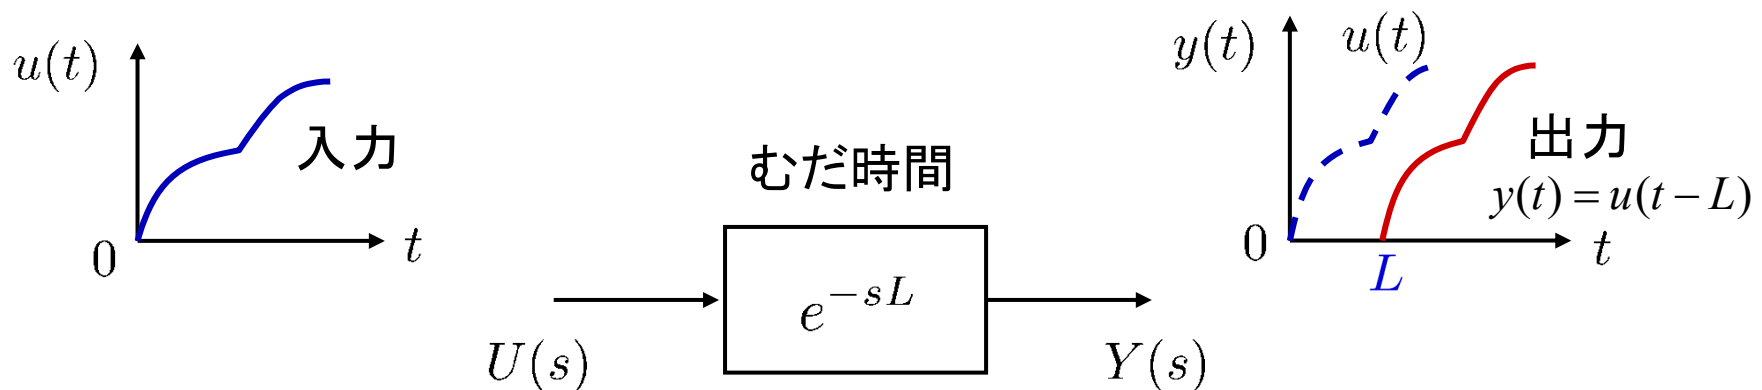 u(t)
入力
0
t
むだ時間
e^{-sL}
U(s)
Y(s)
y(t)
u(t)
出力
y(t) = u(t − L)
0
L
t